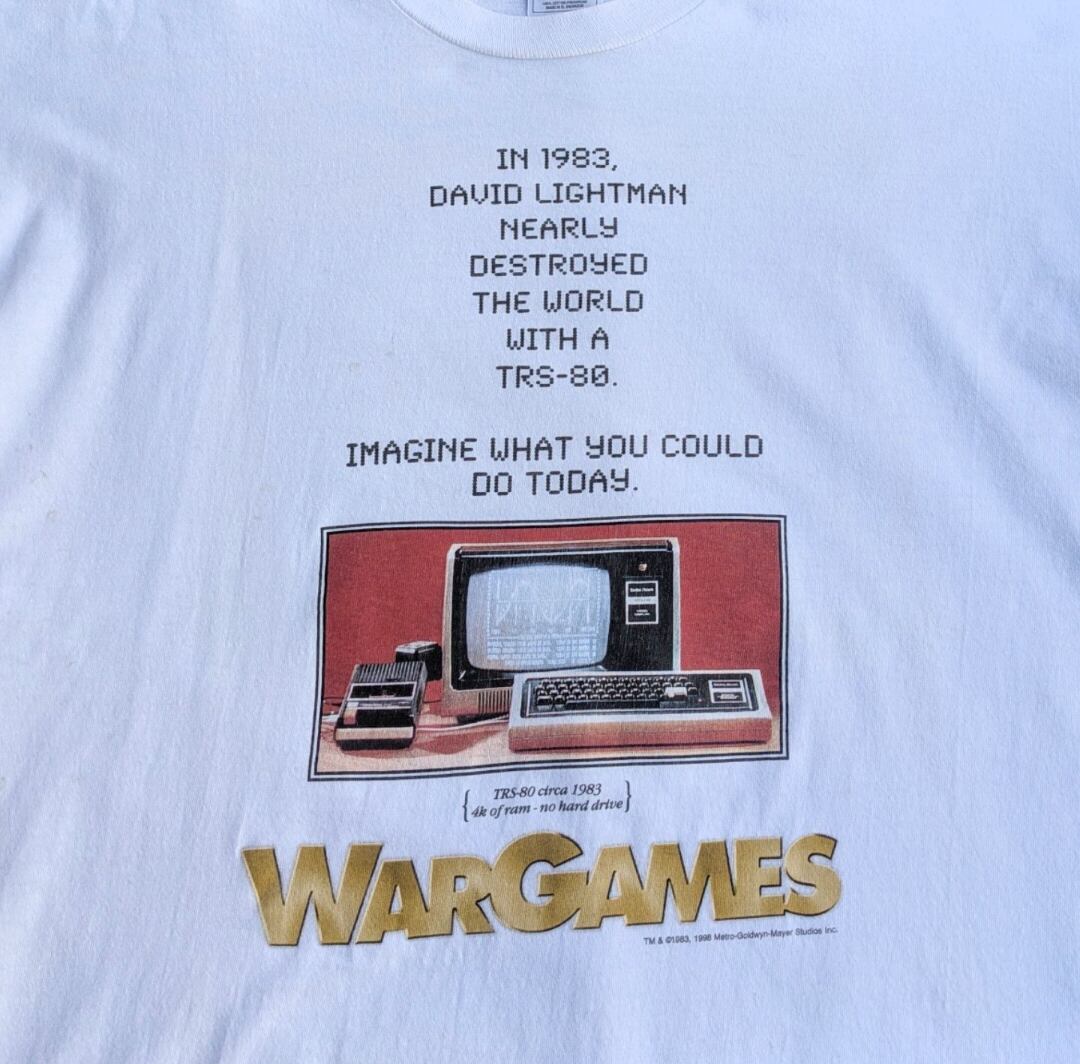 IN 1983,
DAVID LIGHTMAN
NEARLY
DESTROYED
THE WORLD
WITH A
TRS-80.
IMAGINE WHAT YOU COULD
DO TODAY.
TRS-80 circa 1983
4k of ram - no hard drive
WARGAMES
TM & ©1983, 1998 Metro-Goldwyn-Mayer Studios Inc.